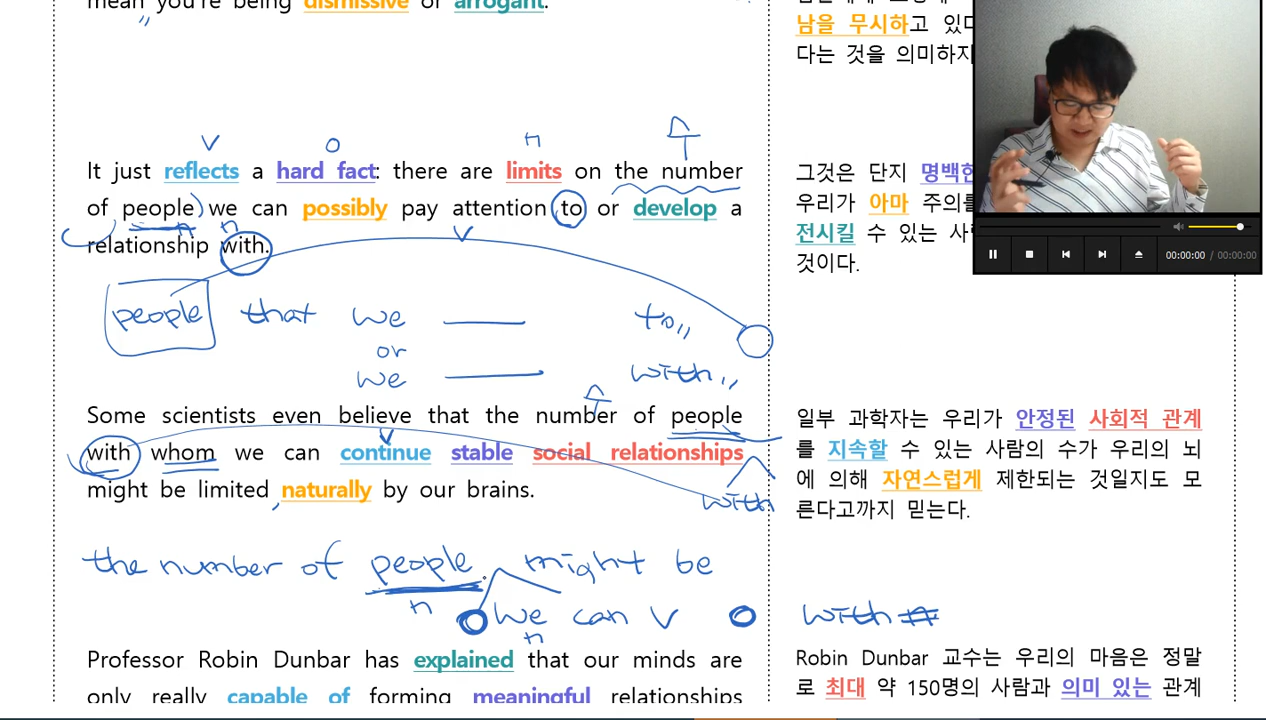 mean you're being dismissive or arrogant.
It just reflects a hard fact: there are limits on the number
of people we can possibly pay attention to or develop a
relationship with.
people that we to,,
or
we with,,
Some scientists even believe that the number of people
with whom we can continue stable social relationships
might be limited naturally by our brains.
with
the number of people might be
we can v with
Professor Robin Dunbar has explained that our minds are
only really capable of forming meaningful relationships
남을 무시하고 있
다는 것을 의미하지
그것은 단지 명백한
우리가 아마 주의를
전시킬 수 있는 사
것이다.
일부 과학자는 우리가 안정된 사회적 관계
를 지속할 수 있는 사람의 수가 우리의 뇌
에 의해 자연스럽게 제한되는 것일지도 모
른다고까지 믿는다.
Robin Dunbar 교수는 우리의 마음은 정말
로 최대 약 150명의 사람과 의미 있는 관계
00:00:00 / 00:00:00